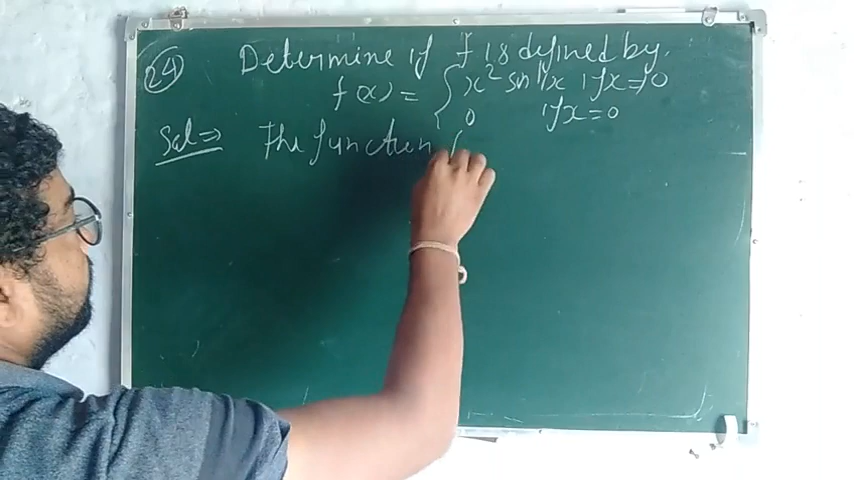 24 Determine if f is defined by.
f(x) = { x² sin 1/x if x ≠ 0
0 if x = 0
Sol ⇒ The function f